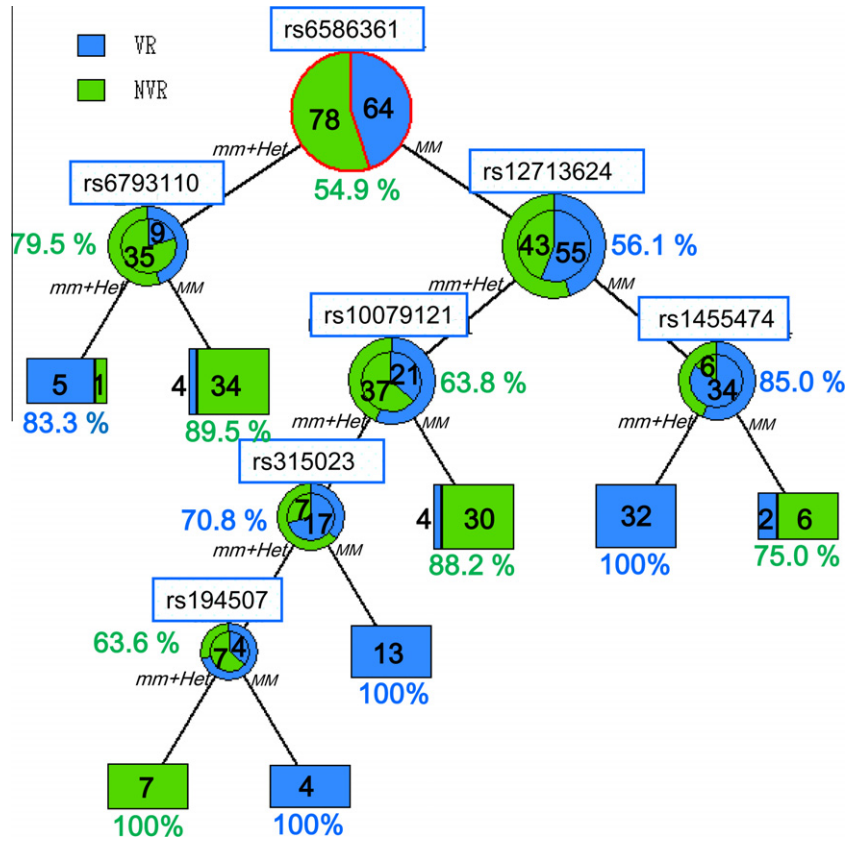 rs6586361
VR
NVR
78
64
mm+Het
MM
54.9 %
rs6793110
rs12713624
79.5 %
9
35
43
55
56.1 %
mm+Het
MM
mm+Het
MM
rs10079121
rs1455474
5
1
4
34
37
21
63.8 %
6
34
85.0 %
83.3 %
89.5%
mm+Het
MM
mm+Het
MM
rs315023
70.8 %
7
17
4
30
32
2
6
88.2 %
100%
75.0 %
mm+Het
MM
rs194507
63.6 %
7
4
13
mm+Het
MM
100%
7
4
100%
100%